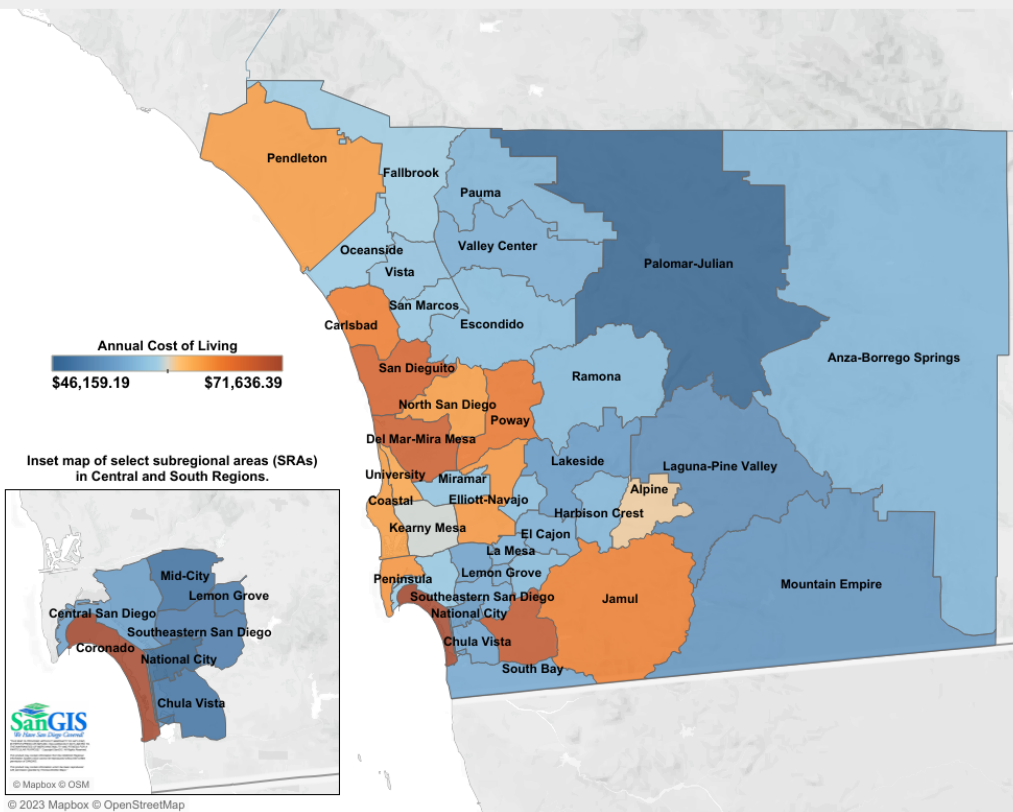 Pendleton
Fallbrook
Pauma
Oceanside
Valley Center
Vista
Palomar-Julian
San Marcos
Carlsbad
Escondido
Annual Cost of Living
$46,159.19
$71,636.39
Anza-Borrego Springs
San Dieguito
Ramona
North San Diego
Poway
Del Mar-Mira Mesa
Inset map of select subregional areas (SRAs)
in Central and South Regions.
Lakeside
Laguna-Pine Valley
University
Miramar
Alpine
Coastal
Elliott-Navajo
Harbison Crest
Kearny Mesa
El Cajon
La Mesa
Peninsula
Lemon Grove
Mountain Empire
Southeastern San Diego
Jamul
National City
Chula Vista
South Bay
Mid-City
Lemon Grove
Central San Diego
Southeastern San Diego
Coronado
National City
Chula Vista
SanGIS
We Have San Diego Covered!
© Mapbox © OSM
© 2023 Mapbox © OpenStreetMap